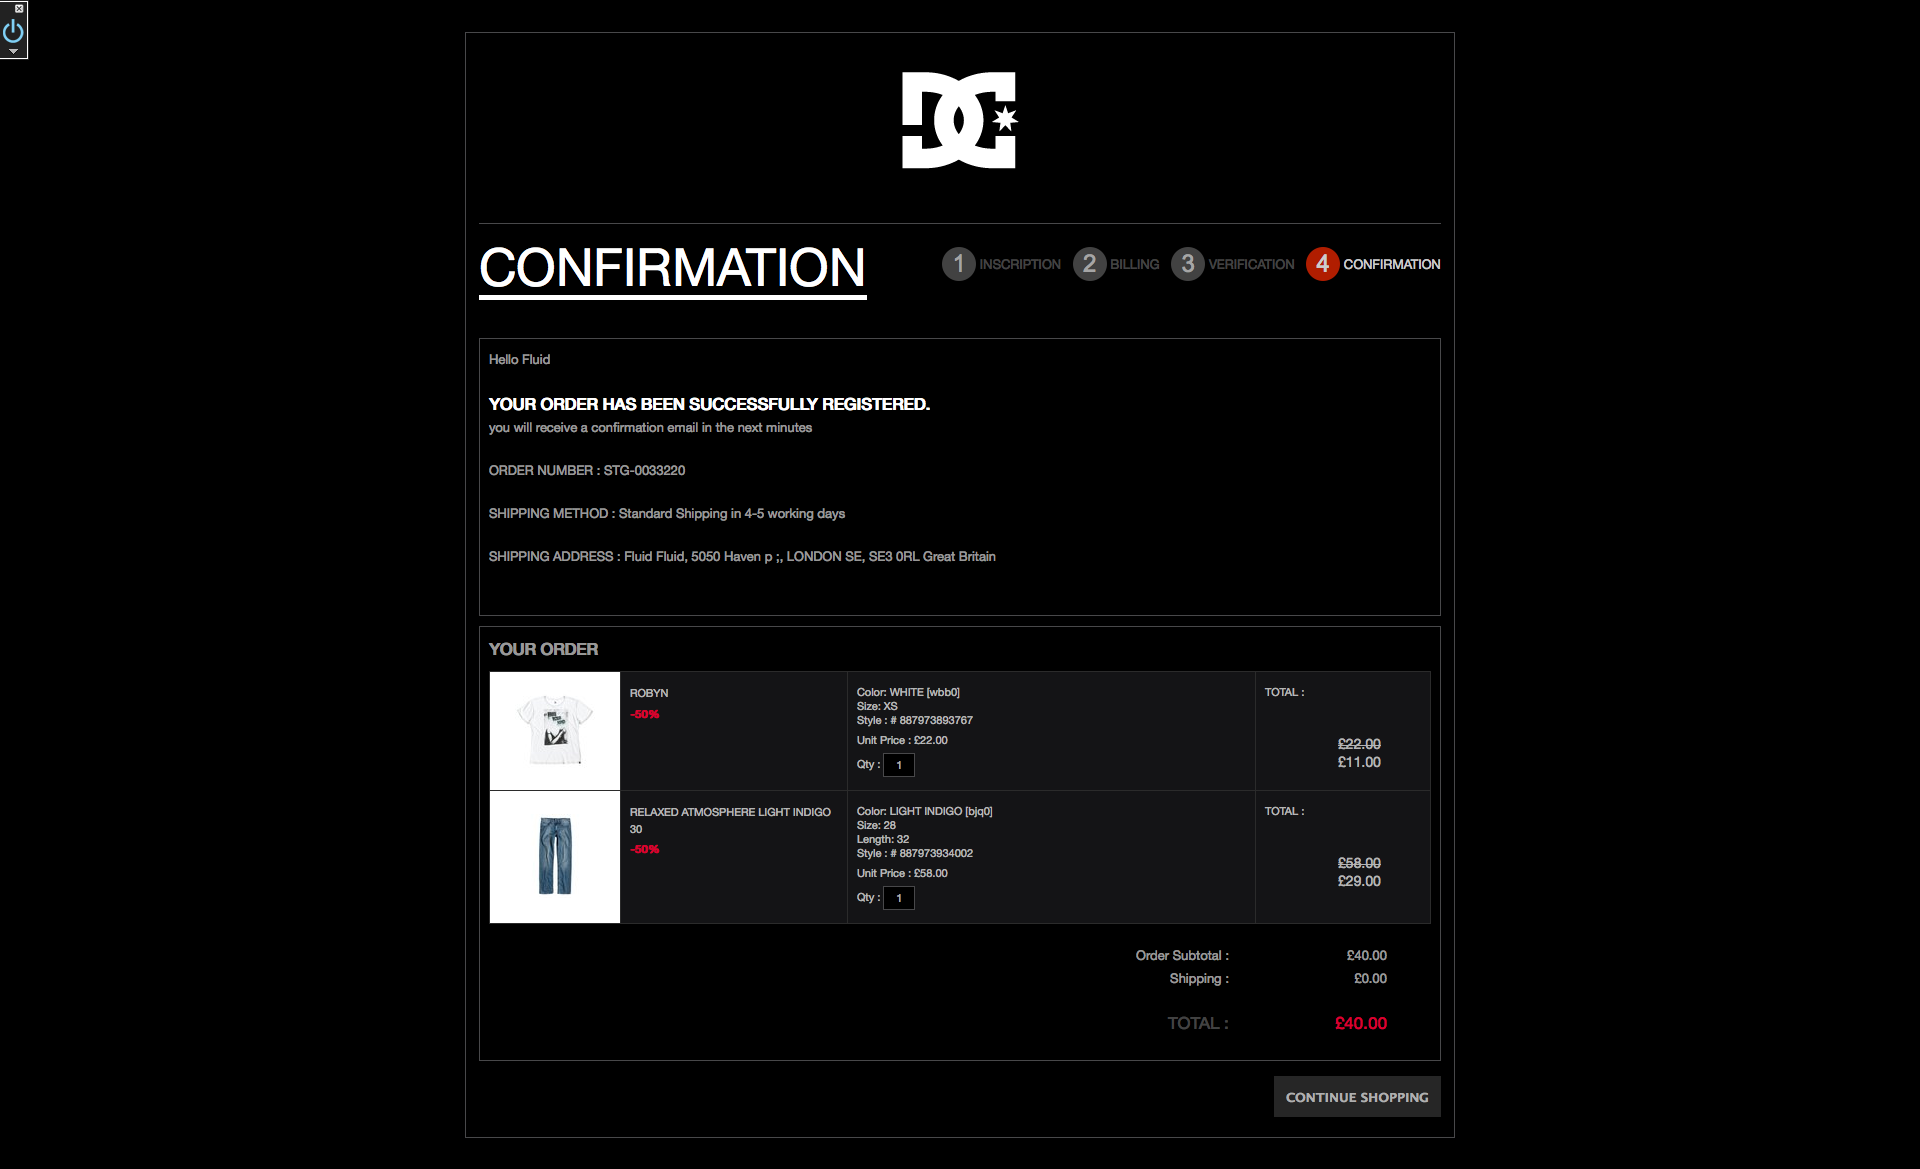 DC
CONFIRMATION
1 INSCRIPTION 2 BILLING 3 VERIFICATION 4 CONFIRMATION
Hello Fluid
YOUR ORDER HAS BEEN SUCCESSFULLY REGISTERED.
you will receive a confirmation email in the next minutes
ORDER NUMBER : STG-0033220
SHIPPING METHOD : Standard Shipping in 4-5 working days
SHIPPING ADDRESS : Fluid Fluid, 5050 Haven p ;, LONDON SE, SE3 0RL Great Britain
YOUR ORDER
ROBYN
-50%
Color: WHITE [wbb0]
Size: XS
Style : # 887973893767
Unit Price : £22.00
Qty : 1
TOTAL :
£22.00
£11.00
RELAXED ATMOSPHERE LIGHT INDIGO
30
-50%
Color: LIGHT INDIGO [bjq0]
Size: 28
Length: 32
Style : # 887973934002
Unit Price : £58.00
Qty : 1
TOTAL :
£58.00
£29.00
Order Subtotal : £40.00
Shipping : £0.00
TOTAL : £40.00
CONTINUE SHOPPING